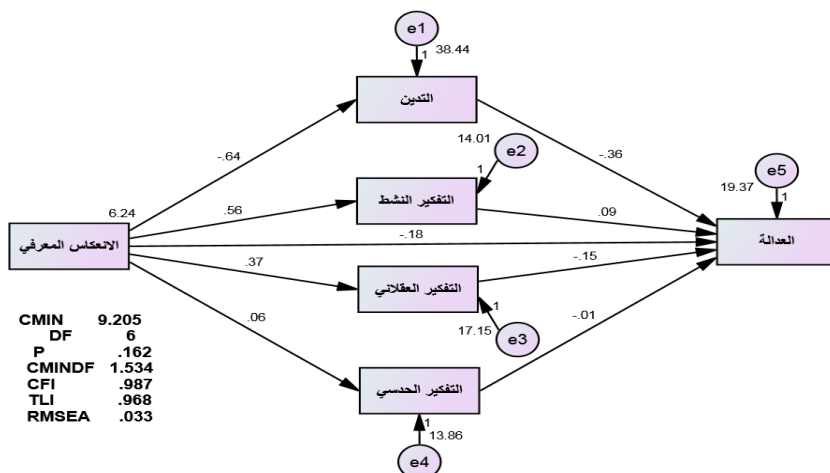 e1
38.44
1
التدين
-.64
-.36
14.01
e2
1
e5
19.37
1
6.24
.56
التفكير النشط
.09
الانعكاس المعرفي
-.18
العدالة
.37
التفكير العقلاني
-.15
1
17.15
e3
.06
-.01
التفكير الحدسي
1
13.86
e4
CMIN 9.205
DF 6
P .162
CMINDF 1.534
CFI .987
TLI .968
RMSEA .033